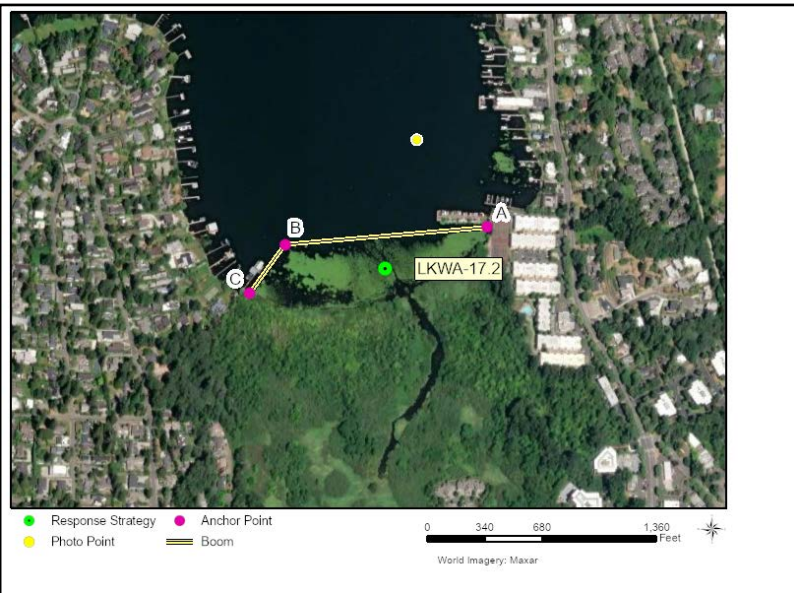 A
B
C
LKWA-17.2
Response Strategy
Anchor Point
Photo Point
Boom
0 340 680 1,360
Feet
World Imagery: Maxar